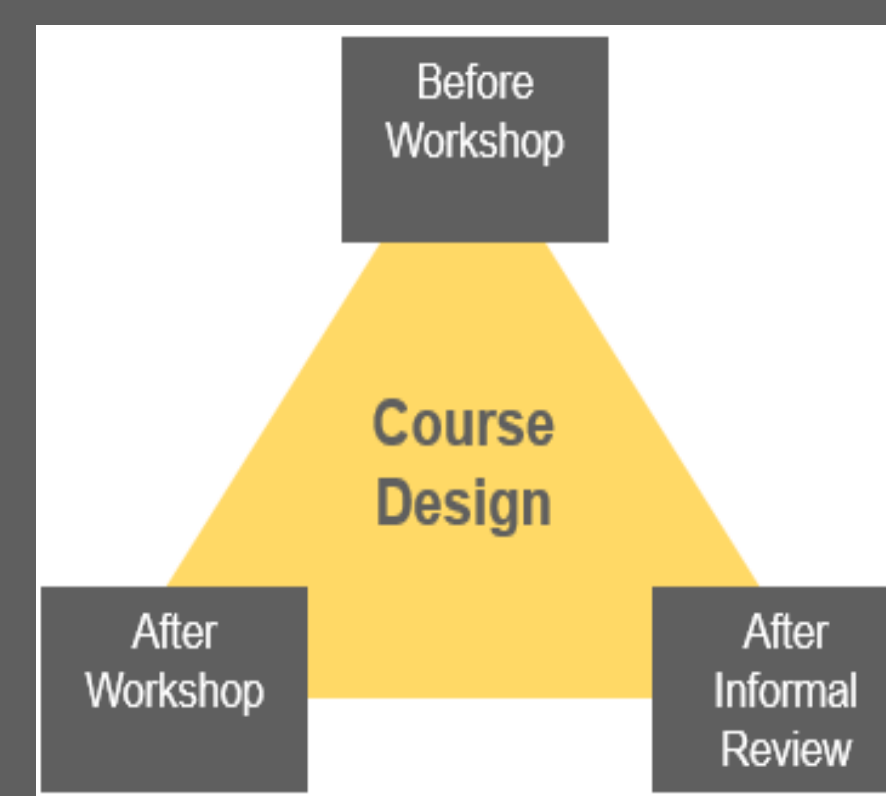 Before
Workshop
Course
Design
After
Workshop
After
Informal
Review